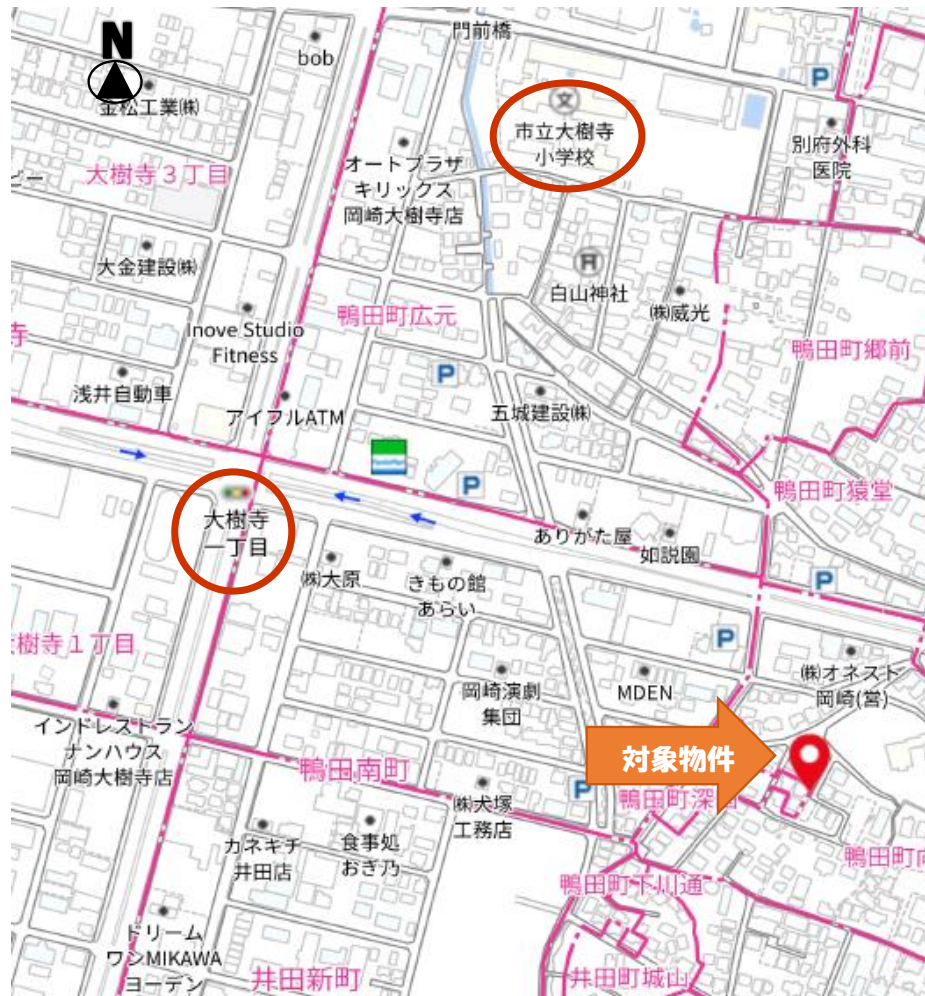 N
bob
門前橋
P
金松工業㈱
文
市立大樹寺
小学校
別府外科
医院
ビー
大樹寺3丁目
オートプラザ
キリックス
岡崎大樹寺店
大金建設㈱
白山神社
㈱威光
寺
Inove Studio
Fitness
鴨田町広元
鴨田町郷前
浅井自動車
P
アイフルATM
五城建設㈱
P
鴨田町猿堂
大樹寺
一丁目
ありがた屋
如説園
㈱大原
きもの館
あらい
P
樹寺1丁目
P
岡崎演劇
集団
MDEN
㈱オネスト
岡崎(営)
インドレストラン
ナンハウス
岡崎大樹寺店
鴨田南町
対象物件
P
鴨田町深
㈱犬塚
工務店
カネキチ
井田店
食事処
おぎ乃
鴨田町向
鴨田町下川通
ドリーム
ワンMIKAWA
ヨーデン
井田新町
井田町城山